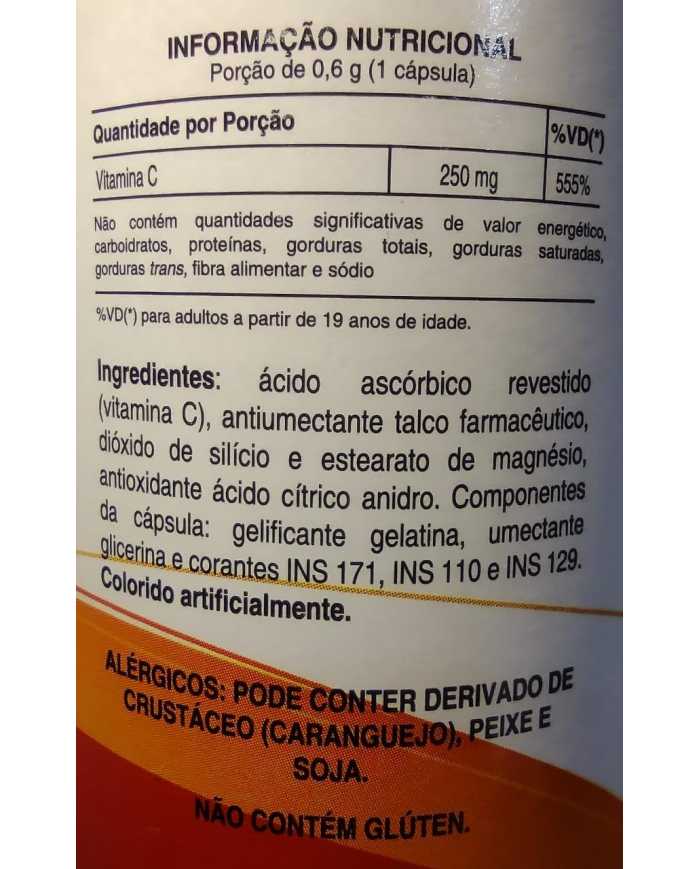 INFORMAÇÃO NUTRICIONAL
Porção de 0,6 g (1 cápsula)
Quantidade por Porção %VD(*)
Vitamina C 250 mg 555%
Não contém quantidades significativas de valor energético,
carboidratos, proteínas, gorduras totais, gorduras saturadas,
gorduras trans, fibra alimentar e sódio
%VD(*) para adultos a partir de 19 anos de idade.
Ingredientes: ácido ascórbico revestido
(vitamina C), antiumectante talco farmacêutico,
dióxido de silício e estearato de magnésio,
antioxidante ácido cítrico anidro. Componentes
da cápsula: gelificante gelatina, umectante
glicerina e corantes INS 171, INS 110 e INS 129.
Colorido artificialmente.
ALÉRGICOS: PODE CONTER DERIVADO DE
CRUSTÁCEO (CARANGUEJO), PEIXE E
SOJA.
NÃO CONTÉM GLÚTEN.